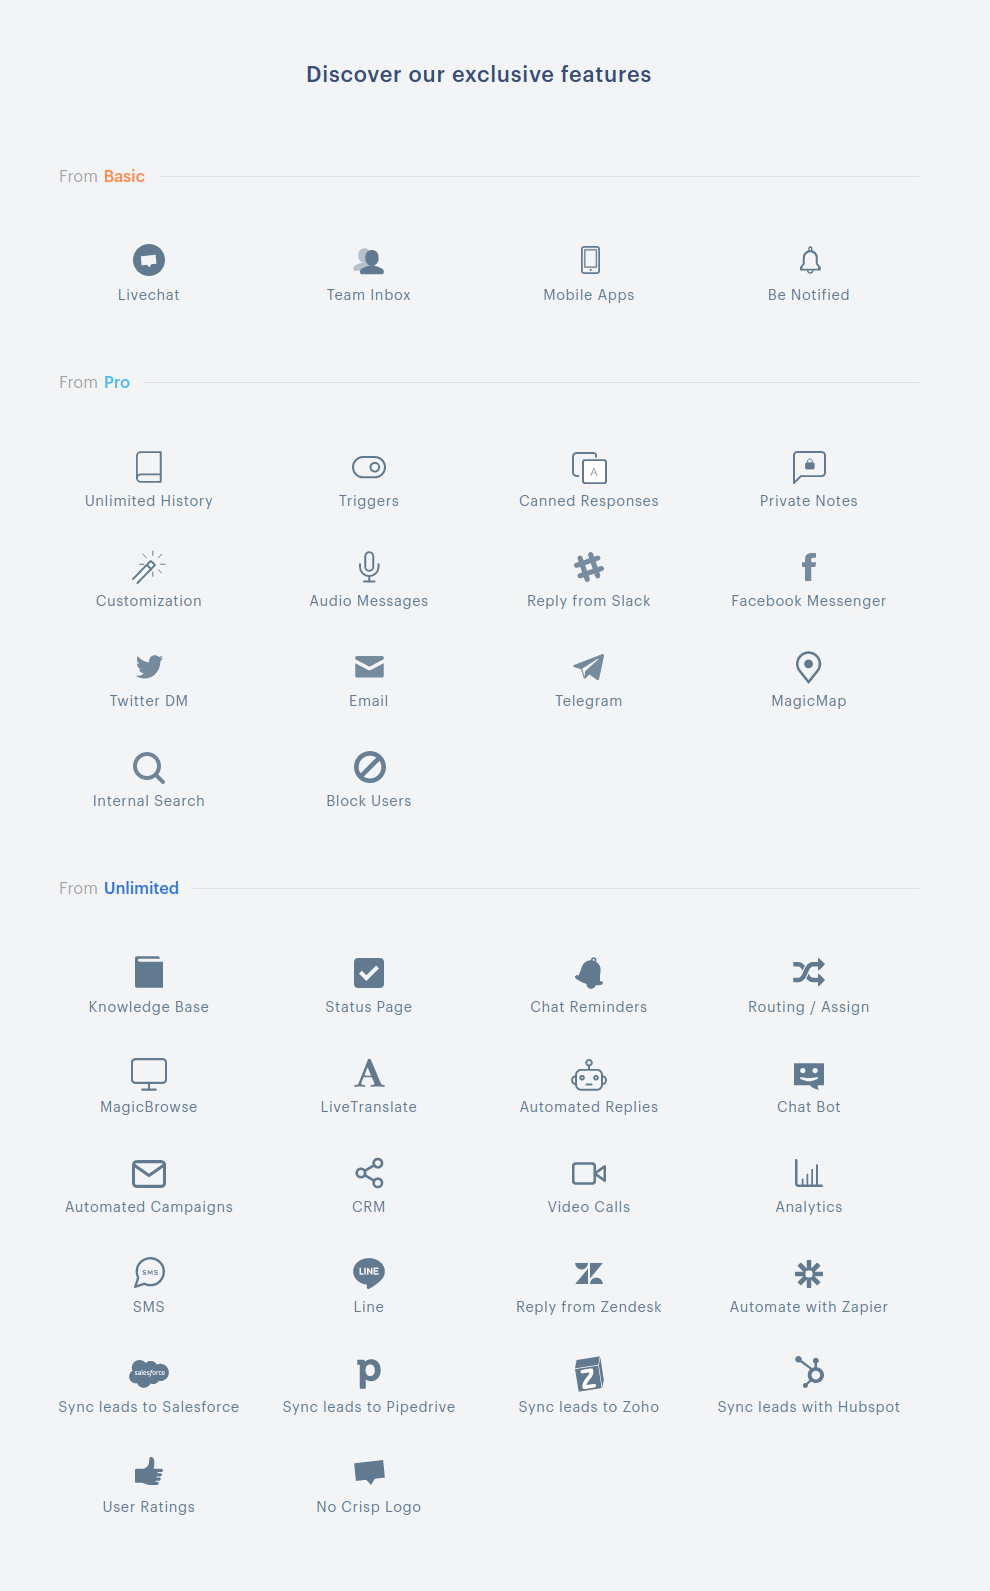 Discover our exclusive features
From Basic
Livechat Team Inbox Mobile Apps Be Notified
From Pro
A
Unlimited History Triggers Canned Responses Private Notes
Customization Audio Messages Reply from Slack Facebook Messenger
Twitter DM Email Telegram MagicMap
Internal Search Block Users
From Unlimited
Knowledge Base Status Page Chat Reminders Routing / Assign
A
MagicBrowse LiveTranslate Automated Replies Chat Bot
Automated Campaigns CRM Video Calls Analytics
SMS LINE
SMS Line Reply from Zendesk Automate with Zapier
salesforce p Z
Sync leads to Salesforce Sync leads to Pipedrive Sync leads to Zoho Sync leads with Hubspot
User Ratings No Crisp Logo